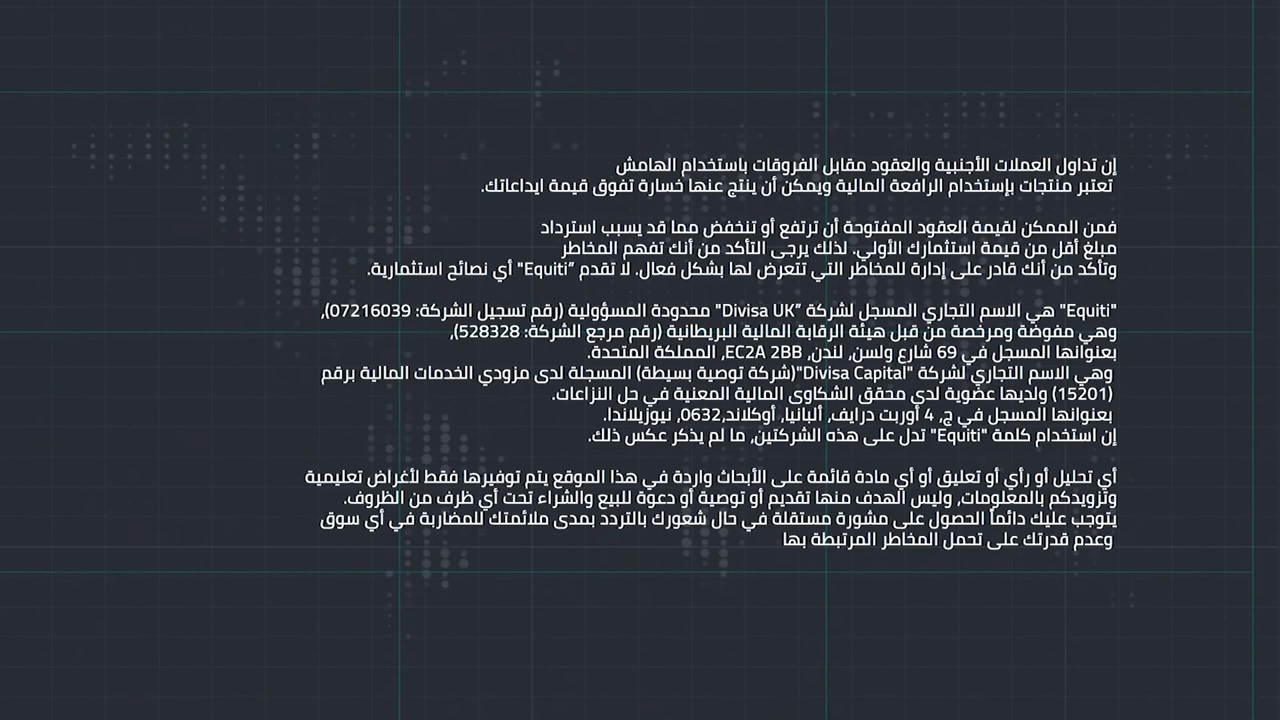 إن تداول العملات الأجنبية والعقود مقابل الفروقات باستخدام الهامش
تعتبر منتجات بإستخدام الرافعة المالية ويمكن أن ينتج عنها خسارة تفوق قيمة ايداعاتك.
فمن الممكن لقيمة العقود المفتوحة أن ترتفع أو تنخفض مما قد يسبب استرداد
مبلغ أقل من قيمة استثمارك الأولي. لذلك يرجى التأكد من أنك تفهم المخاطر
وتأكد من أنك قادر على إدارة للمخاطر التي تتعرض لها بشكل فعال. لا تقدم "Equiti" أي نصائح استثمارية.
"Equiti" هي الاسم التجاري المسجل لشركة "Divisa UK" محدودة المسؤولية (رقم تسجيل الشركة: 07216039)،
وهي مفوضة ومرخصة من قبل هيئة الرقابة المالية البريطانية (رقم مرجع الشركة: 528328)،
بعنوانها المسجل في 69 شارع ولسن، لندن، EC2A 2BB، المملكة المتحدة.
وهي الاسم التجاري لشركة "Divisa Capital"(شركة توصية بسيطة) المسجلة لدى مزودي الخدمات المالية برقم
(15201) ولديها عضوية لدى محقق الشكاوى المالية المعنية في حل النزاعات.
بعنوانها المسجل في ج، 4 أوربت درايف، ألبانيا، أوكلاند،0632، نيوزيلاندا.
إن استخدام كلمة "Equiti" تدل على هذه الشركتين، ما لم يذكر عكس ذلك.
أي تحليل أو رأي أو تعليق أو أي مادة قائمة على الأبحاث واردة في هذا الموقع يتم توفيرها فقط لأغراض تعليمية
وتزويدكم بالمعلومات، وليس الهدف منها تقديم أو توصية أو دعوة للبيع والشراء تحت أي ظرف من الظروف.
يتوجب عليك دائماً الحصول على مشورة مستقلة في حال شعورك بالتردد بمدى ملائمتك للمضاربة في أي سوق
وعدم قدرتك على تحمل المخاطر المرتبطة بها